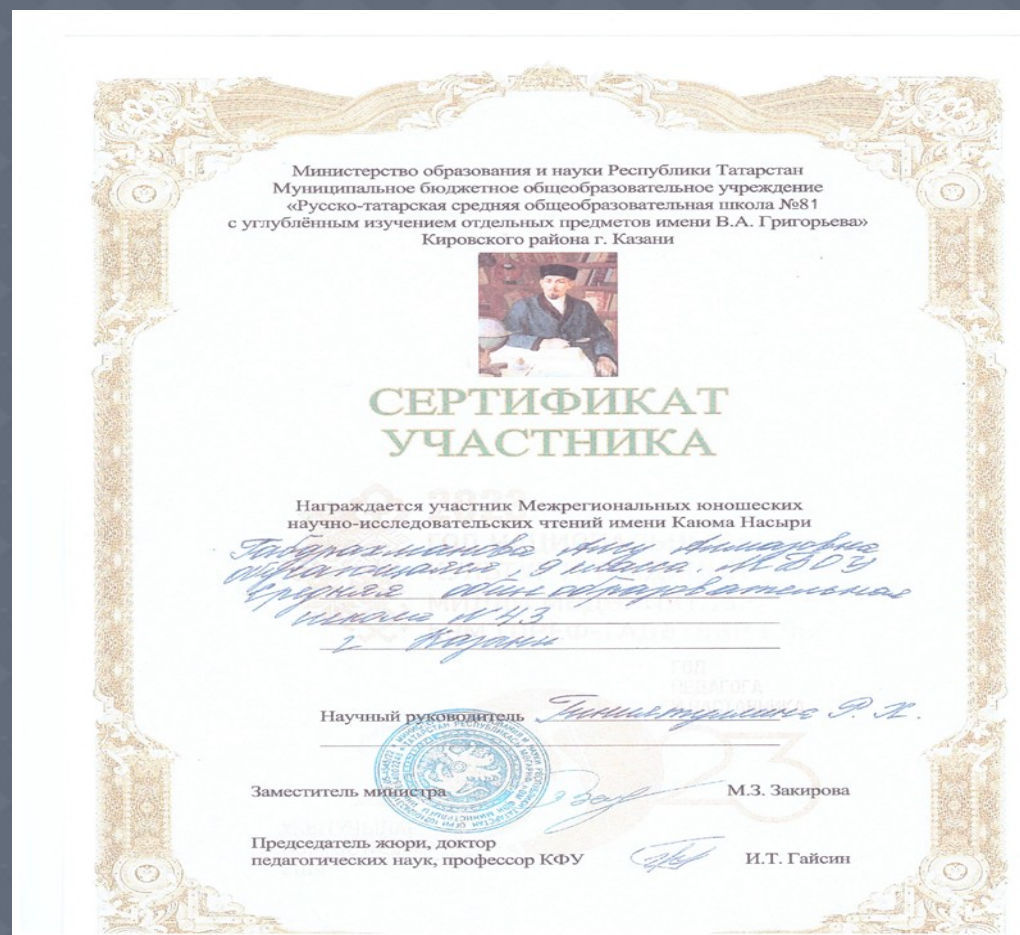 Министерство образования и науки Республики Татарстан
Муниципальное бюджетное общеобразовательное учреждение
«Русско-татарская средняя общеобразовательная школа №81
с углублённым изучением отдельных предметов имени В.А. Григорьева»
Кировского района г. Казани
СЕРТИФИКАТ
УЧАСТНИКА
Награждается участник Межрегиональных юношеских
научно-исследовательских чтений имени Каюма Насыри
Габдрахманова Алмазовна
обучающаяся 9 класса. МБОУ
Средняя общеобразовательная
школа №43
г Казани
Научный руководитель Гиниятуллина Р. Х.
Заместитель министра М.З. Закирова
Председатель жюри, доктор
педагогических наук, профессор КФУ И.Т. Гайсин